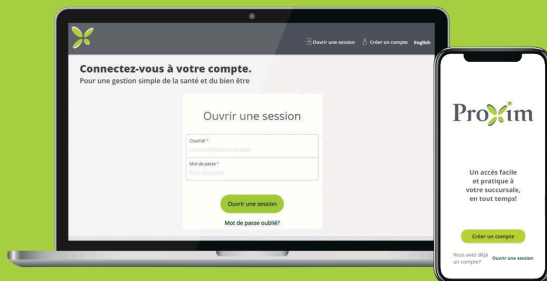 Ouvrir une session Créer un compte English
Connectez-vous à votre compte.
Pour une gestion simple de la santé et du bien être
Ouvrir une session
Courriel *
Mot de passe *
Ouvrir une session
Mot de passe oublié?
Proxim
Un accès facile
et pratique à
votre succursale,
en tout temps!
Créer un compte
Vous avez déjà
un compte?
Ouvrir une session